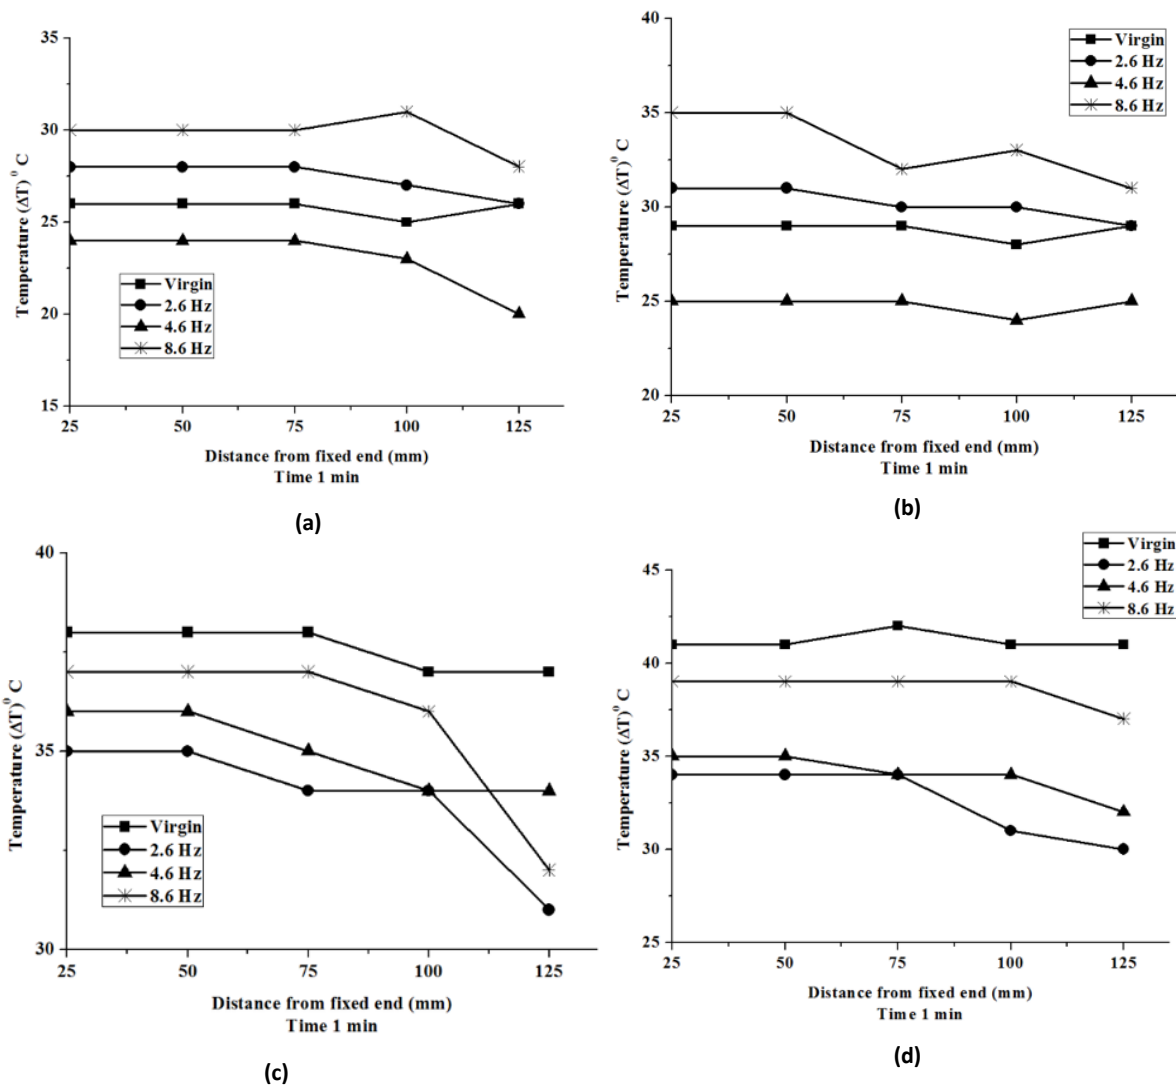 35
30
25
20
15
Temperature (ΔT)⁰ C
Virgin
2.6 Hz
4.6 Hz
8.6 Hz
25 50 75 100 125
Distance from fixed end (mm)
Time 1 min
(a)
40
35
30
25
20
Temperature (ΔT)⁰ C
Virgin
2.6 Hz
4.6 Hz
8.6 Hz
25 50 75 100 125
Distance from fixed end (mm)
Time 1 min
(b)
40
35
30
Temperature (ΔT)⁰ C
Virgin
2.6 Hz
4.6 Hz
8.6 Hz
25 50 75 100 125
Distance from fixed end (mm)
Time 1 min
(c)
45
40
35
30
25
Temperature (ΔT)⁰ C
Virgin
2.6 Hz
4.6 Hz
8.6 Hz
25 50 75 100 125
Distance from fixed end (mm)
Time 1 min
(d)